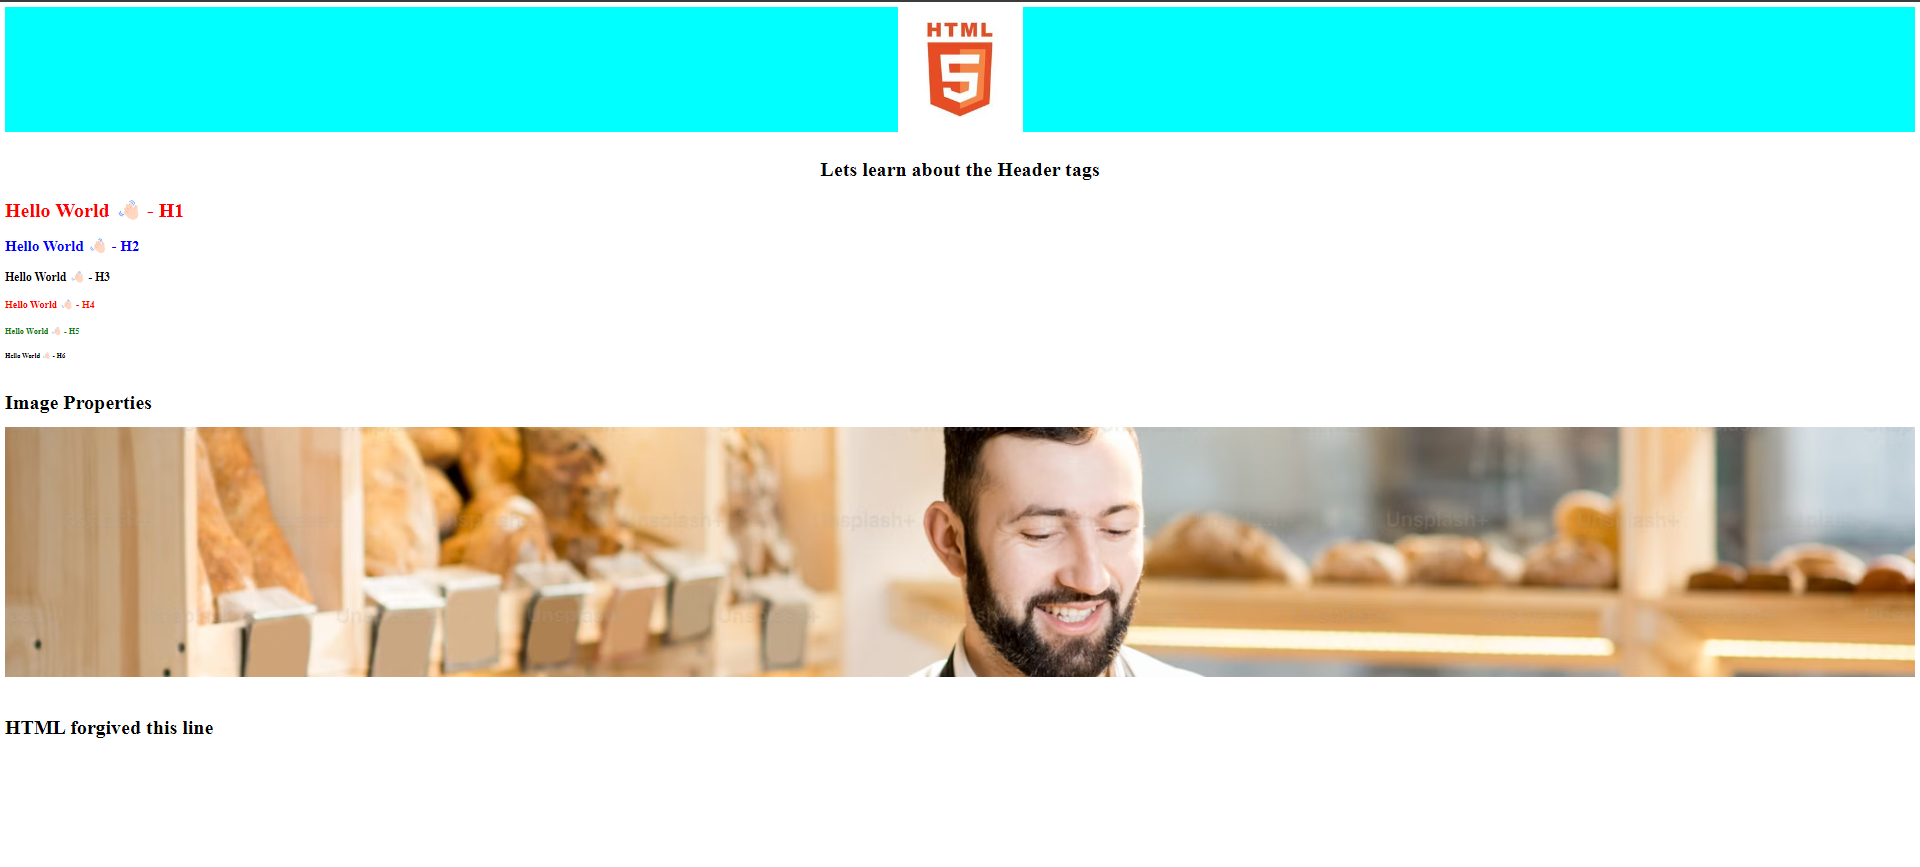 HTML
5
Lets learn about the Header tags
Hello World 👋🏻 - H1
Hello World 👋🏻 - H2
Hello World 👋🏻 - H3
Hello World 👋🏻 - H4
Hello World 👋🏻 - H5
Hello World 👋🏻 - H6
Image Properties
Unsplash+ Unsplash+ Unsplash+ Unsplash+
Unsplash+
HTML forgived this line